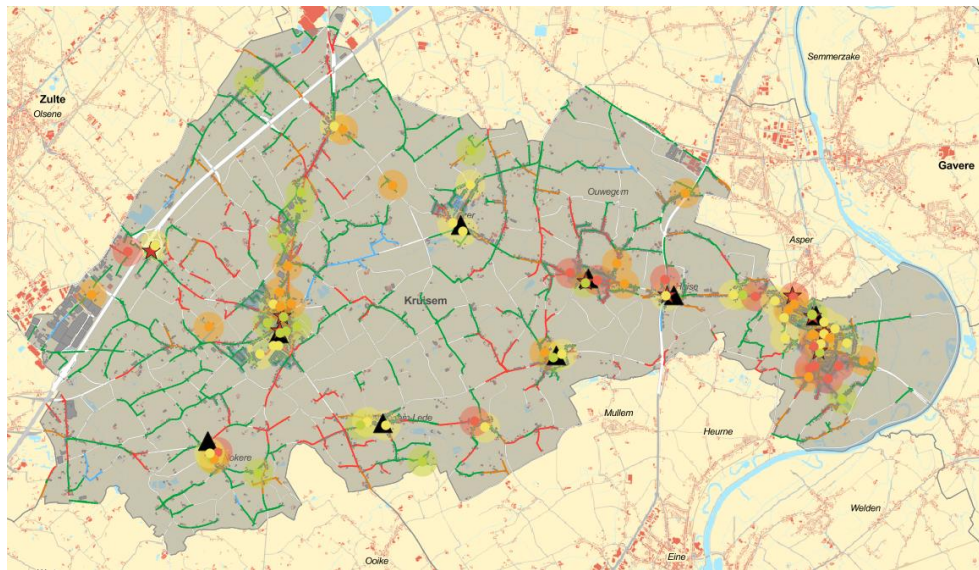 Semmerzake
Zulte
Olsene
Gavere
Ouwegem
Asper
Kruisem
Mullem
Heurne
Welden
Ooike
Eine